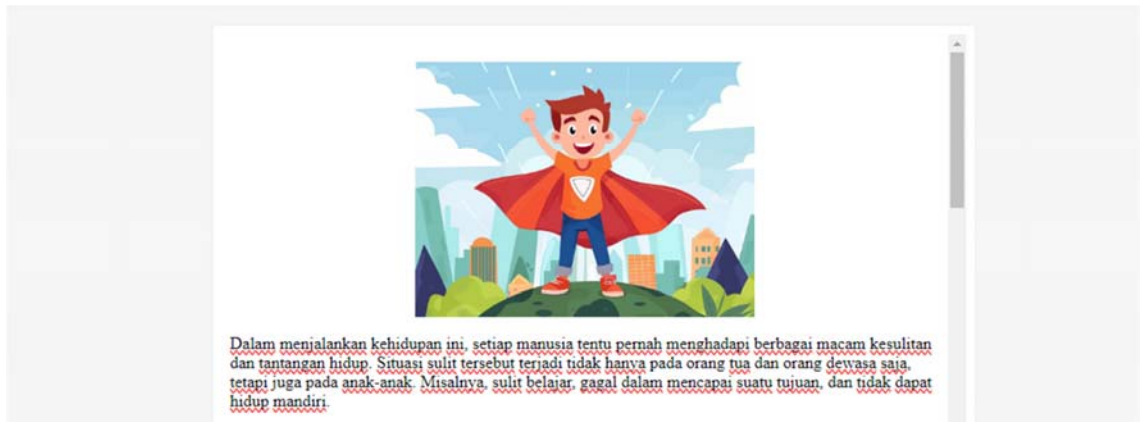 Dalam menjalankan kehidupan ini, setiap manusia tentu pernah menghadapi berbagai macam kesulitan
dan tantangan hidup. Situasi sulit tersebut terjadi tidak hanya pada orang tua dan orang dewasa saja,
tetapi juga pada anak-anak. Misalnya, sulit belajar, gagal dalam mencapai suatu tujuan, dan tidak dapat
hidup mandiri.